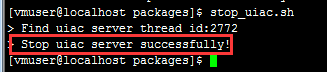 [vmuser@localhost packages]$ stop_uiac.sh
> Find uiac server thread id:2772
> Stop uiac server successfully!
[vmuser@localhost packages]$